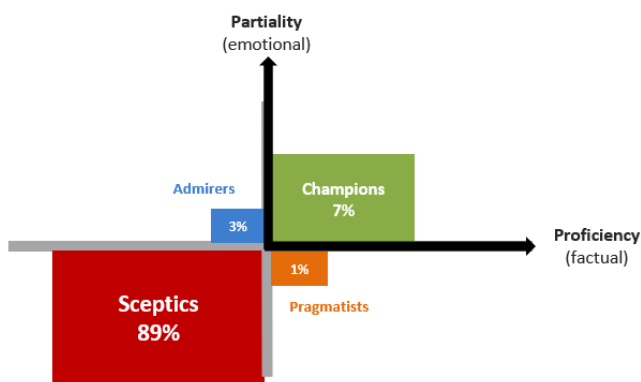 Partiality
(emotional)
Admirers
Champions
7%
3%
Proficiency
(factual)
1%
Sceptics
89%
Pragmatists